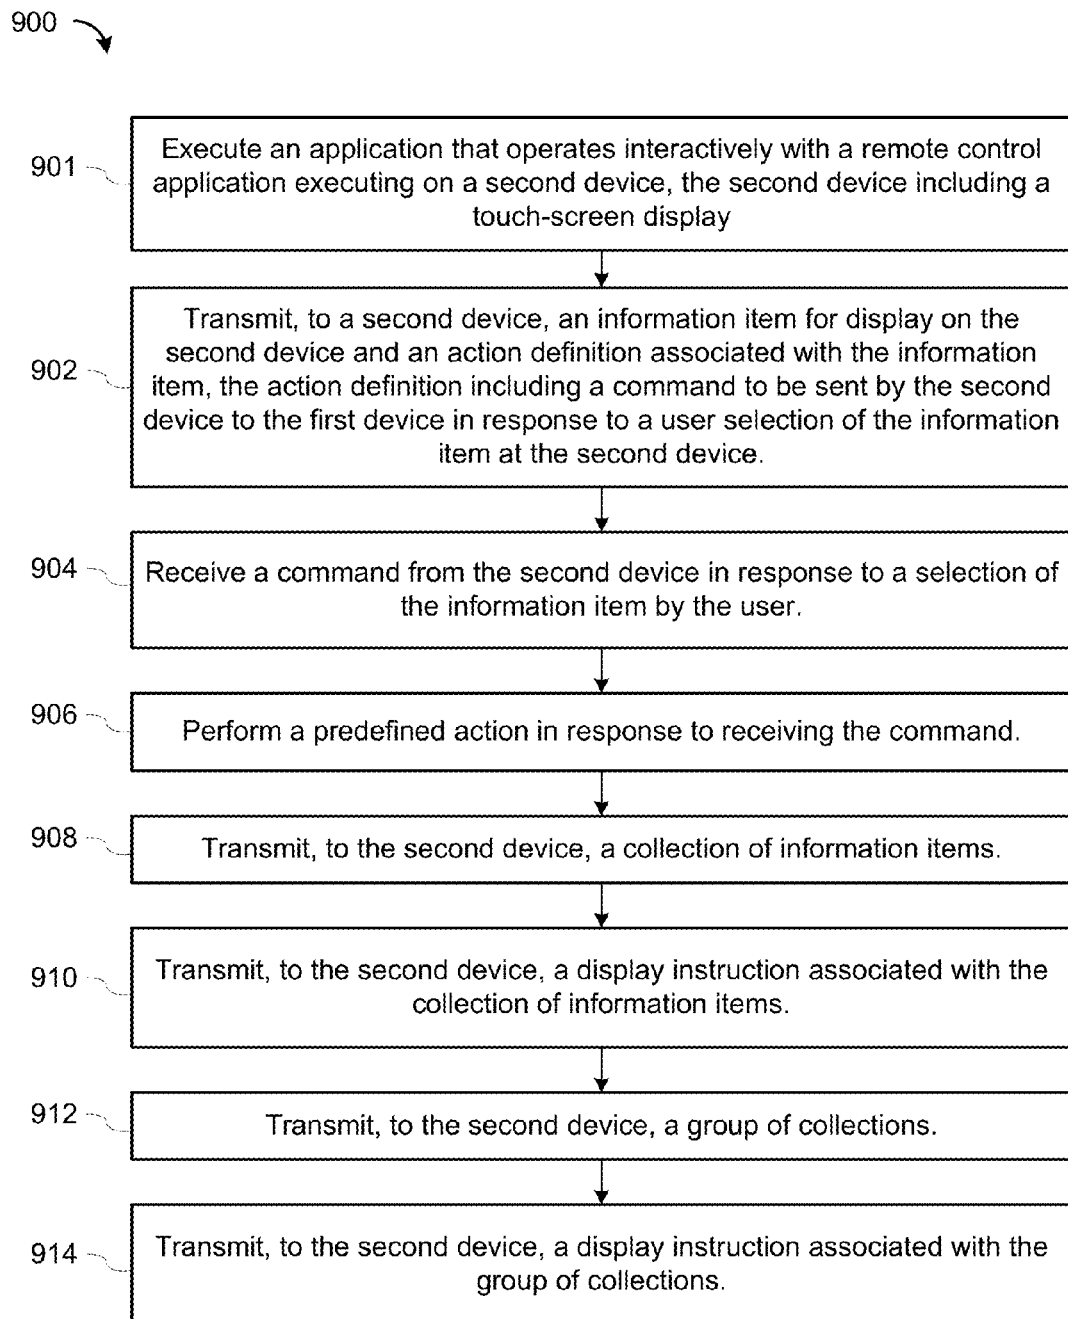 900
901
Execute an application that operates interactively with a remote control
application executing on a second device, the second device including a
touch-screen display
902
Transmit, to a second device, an information item for display on the
second device and an action definition associated with the information
item, the action definition including a command to be sent by the second
device to the first device in response to a user selection of the information
item at the second device.
904
Receive a command from the second device in response to a selection of
the information item by the user.
906
Perform a predefined action in response to receiving the command.
908
Transmit, to the second device, a collection of information items.
910
Transmit, to the second device, a display instruction associated with the
collection of information items.
912
Transmit, to the second device, a group of collections.
914
Transmit, to the second device, a display instruction associated with the
group of collections.